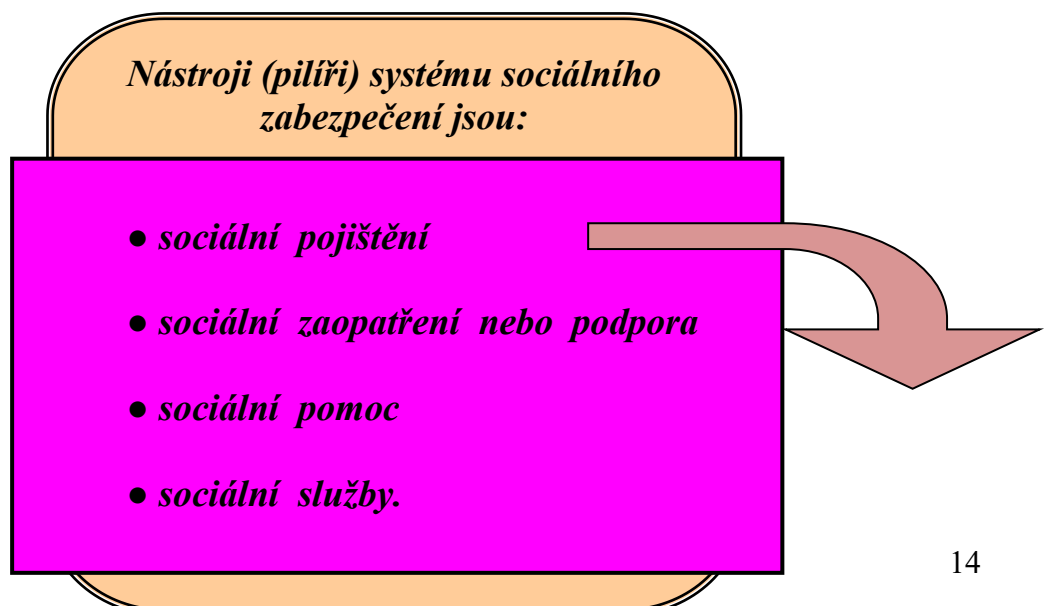 Nástroji (pilíři) systému sociálního
zabezpečení jsou:
● sociální pojištění
● sociální zaopatření nebo podpora
● sociální pomoc
● sociální služby.
14